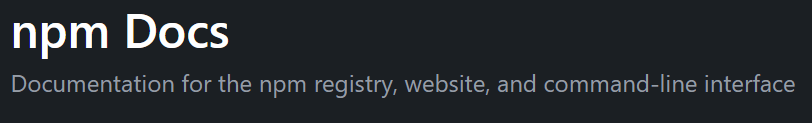 npm Docs
Documentation for the npm registry, website, and command-line interface